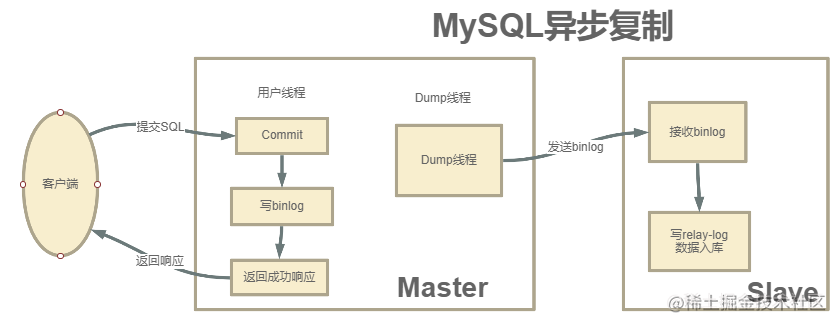 MySQL异步复制
用户线程
Dump线程
提交SQL
Commit
Dump线程
发送binlog
接收binlog
客户端
写binlog
写relay-log
数据入库
返回响应
返回成功响应
Master
Slave
@稀土掘金技术社区